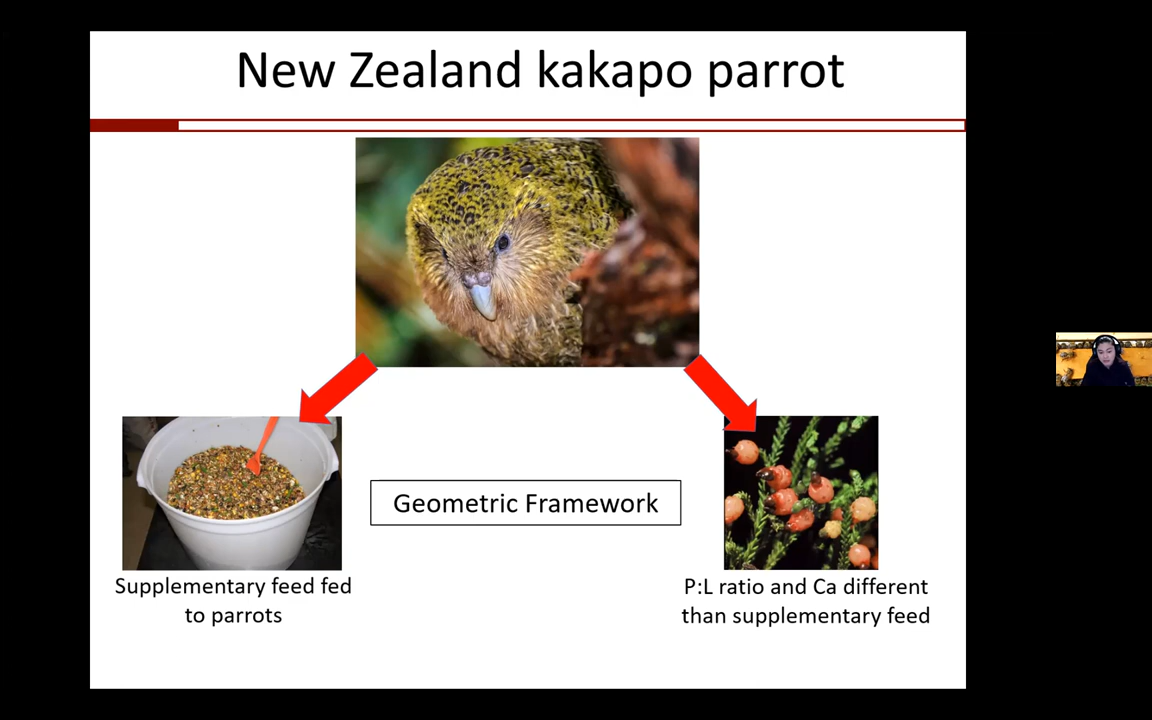 New Zealand kakapo parrot
Geometric Framework
Supplementary feed fed
to parrots
P:L ratio and Ca different
than supplementary feed